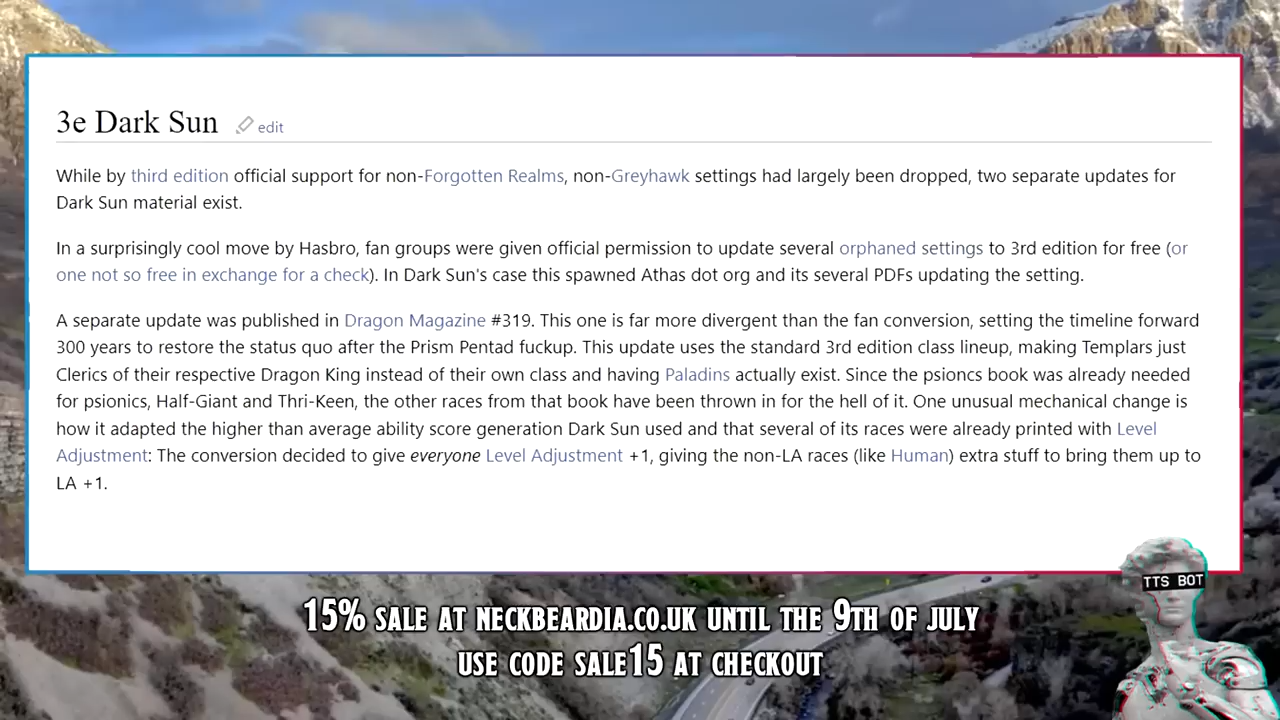 3e Dark Sun edit
While by third edition official support for non-Forgotten Realms, non-Greyhawk settings had largely been dropped, two separate updates for
Dark Sun material exist.
In a surprisingly cool move by Hasbro, fan groups were given official permission to update several orphaned settings to 3rd edition for free (or
one not so free in exchange for a check). In Dark Sun's case this spawned Athas dot org and its several PDFs updating the setting.
A separate update was published in Dragon Magazine #319. This one is far more divergent than the fan conversion, setting the timeline forward
300 years to restore the status quo after the Prism Pentad fuckup. This update uses the standard 3rd edition class lineup, making Templars just
Clerics of their respective Dragon King instead of their own class and having Paladins actually exist. Since the psioncs book was already needed
for psionics, Half-Giant and Thri-Keen, the other races from that book have been thrown in for the hell of it. One unusual mechanical change is
how it adapted the higher than average ability score generation Dark Sun used and that several of its races were already printed with Level
Adjustment: The conversion decided to give everyone Level Adjustment +1, giving the non-LA races (like Human) extra stuff to bring them up to
LA +1.
TTS BOT
15% SALE AT NECKBEARDIA.CO.UK UNTIL THE 9TH OF JULY
USE CODE SALE15 AT CHECKOUT